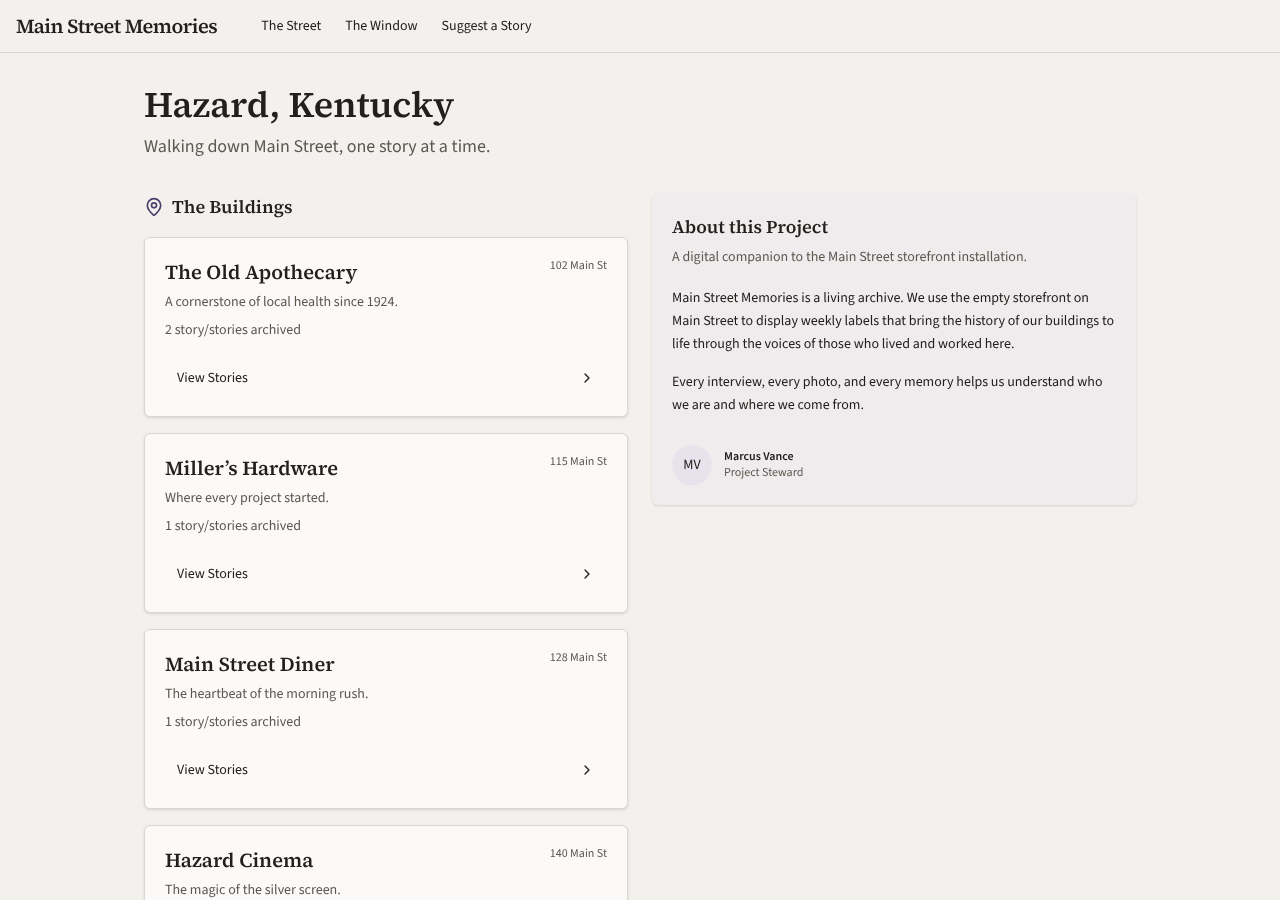 Main Street Memories
The Street
The Window
Suggest a Story
Hazard, Kentucky
Walking down Main Street, one story at a time.
The Buildings
The Old Apothecary
102 Main St
A cornerstone of local health since 1924.
2 story/stories archived
View Stories
Miller’s Hardware
115 Main St
Where every project started.
1 story/stories archived
View Stories
Main Street Diner
128 Main St
The heartbeat of the morning rush.
1 story/stories archived
View Stories
Hazard Cinema
140 Main St
The magic of the silver screen.
About this Project
A digital companion to the Main Street storefront installation.
Main Street Memories is a living archive. We use the empty storefront on
Main Street to display weekly labels that bring the history of our buildings to
life through the voices of those who lived and worked here.
Every interview, every photo, and every memory helps us understand who
we are and where we come from.
MV
Marcus Vance
Project Steward